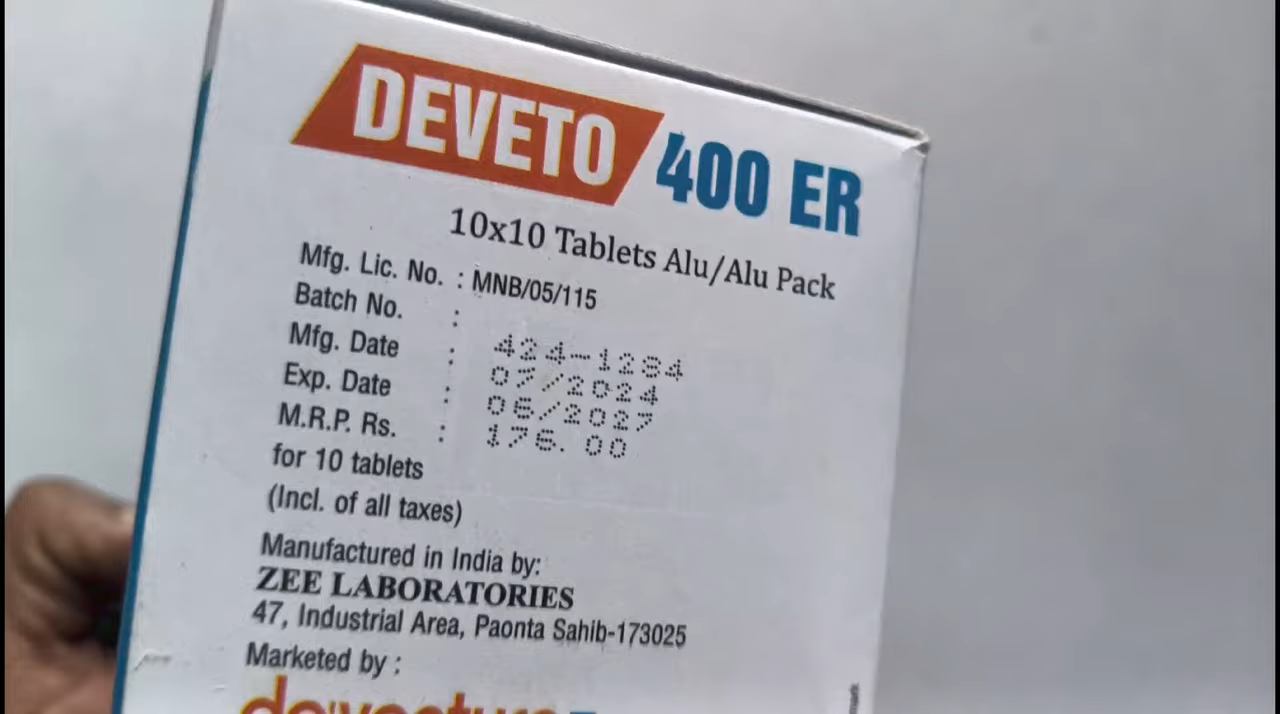 DEVETO 400 ER
10x10 Tablets Alu/Alu Pack
Mfg. Lic. No. : MNB/05/115
Batch No. : 424-1284
Mfg. Date : 07/2024
Exp. Date : 06/2027
M.R.P. Rs. : 176.00
for 10 tablets
(Incl. of all taxes)
Manufactured in India by:
ZEE LABORATORIES
47, Industrial Area, Paonta Sahib-173025
Marketed by :